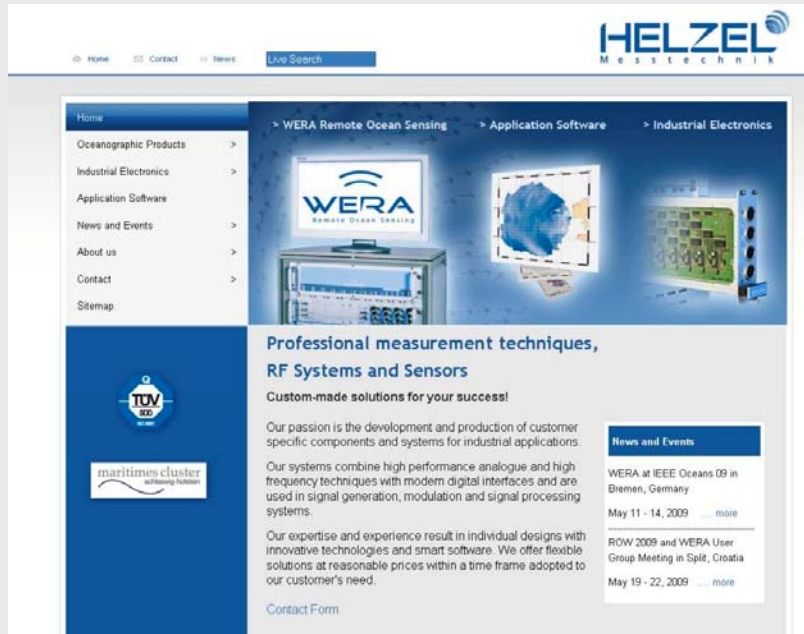 HELZEL
Messtechnik
Home Contact News Live Search
Home
Oceanographic Products >
Industrial Electronics >
Application Software
News and Events >
About us >
Contact >
Sitemap
> WERA Remote Ocean Sensing > Application Software > Industrial Electronics
WERA
Remote Ocean Sensing
TÜV
SÜD
ISO 9001
maritimes cluster
schleswig-holstein
Professional measurement techniques,
RF Systems and Sensors
Custom-made solutions for your success!
Our passion is the development and production of customer
specific components and systems for industrial applications.
Our systems combine high performance analogue and high
frequency techniques with modern digital interfaces and are
used in signal generation, modulation and signal processing
systems.
Our expertise and experience result in individual designs with
innovative technologies and smart software. We offer flexible
solutions at reasonable prices within a time frame adopted to
our customer's need.
Contact Form
News and Events
WERA at IEEE Oceans 09 in
Bremen, Germany
May 11 - 14, 2009 .... more
ROW 2009 and WERA User
Group Meeting in Split, Croatia
May 19 - 22, 2009 .... more